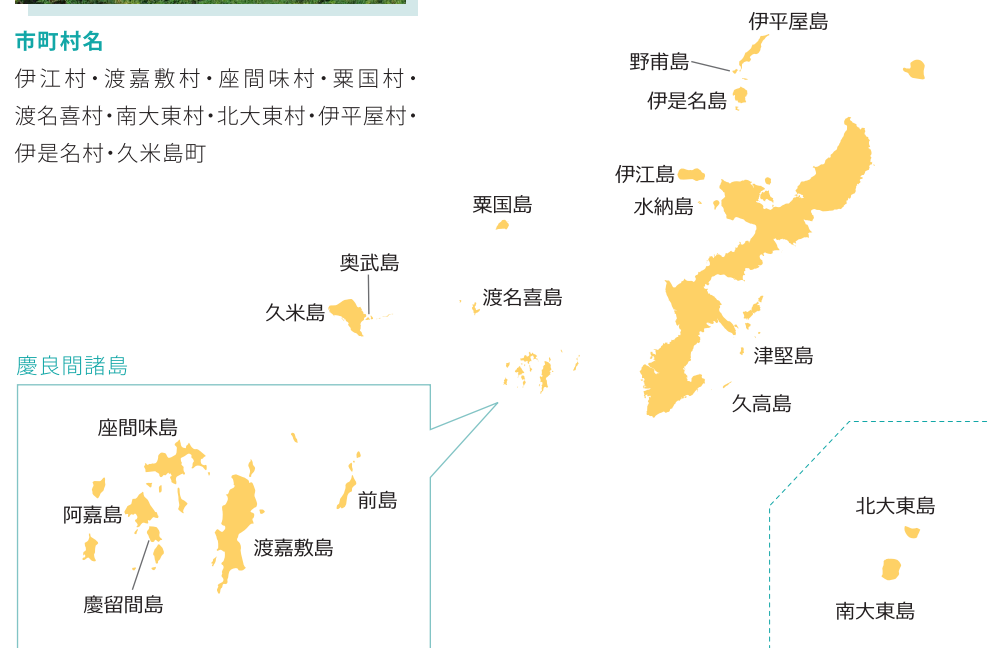 市町村名
伊江村・渡嘉敷村・座間味村・粟国村・
渡名喜村・南大東村・北大東村・伊平屋村・
伊是名村・久米島町
伊平屋島
野甫島
伊是名島
伊江島
水納島
粟国島
奥武島
久米島
渡名喜島
津堅島
久高島
慶良間諸島
座間味島
阿嘉島
前島
渡嘉敷島
慶留間島
北大東島
南大東島